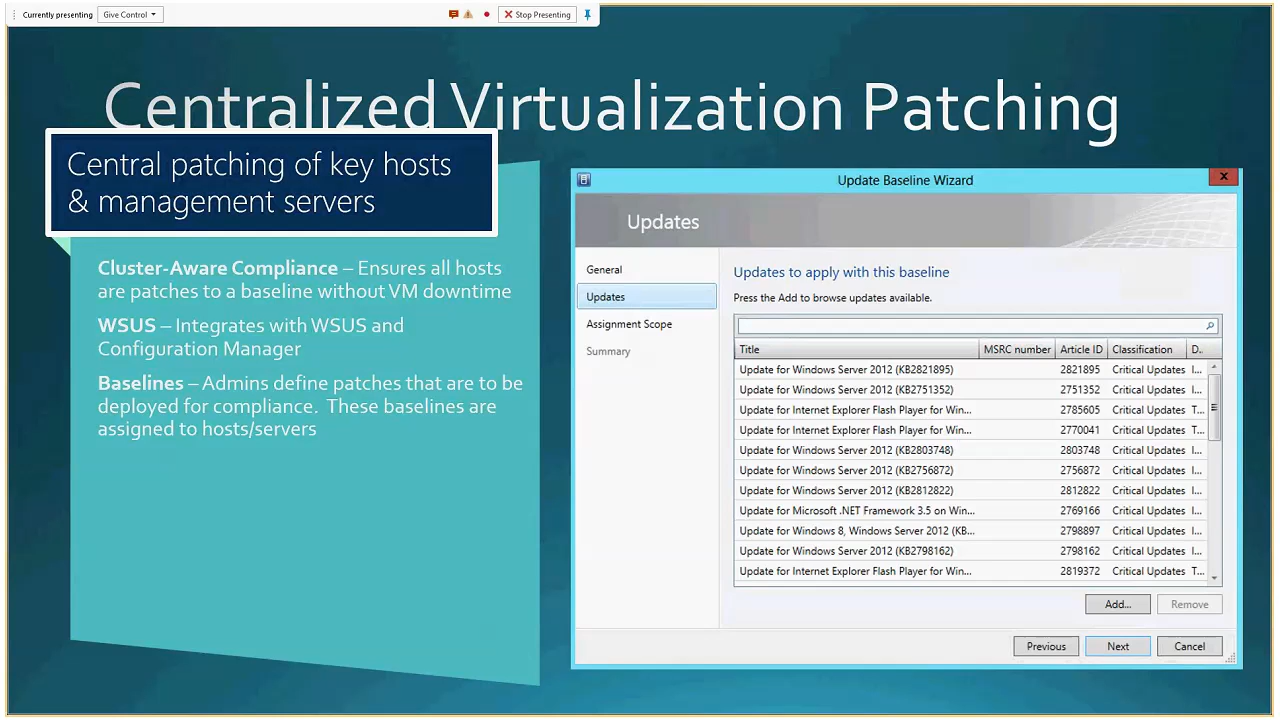 Currently presenting
Give Control
Stop Presenting
Centralized Virtualization Patching
Central patching of key hosts
& management servers
Cluster-Aware Compliance – Ensures all hosts
are patches to a baseline without VM downtime
WSUS – Integrates with WSUS and
Configuration Manager
Baselines – Admins define patches that are to be
deployed for compliance. These baselines are
assigned to hosts/servers
Update Baseline Wizard
Updates
General
Updates
Assignment Scope
Summary
Updates to apply with this baseline
Press the Add to browse updates available.
Title MSRC number Article ID Classification D..
Update for Windows Server 2012 (KB2821895) 2821895 Critical Updates I...
Update for Windows Server 2012 (KB2751352) 2751352 Critical Updates I...
Update for Internet Explorer Flash Player for Win... 2785605 Critical Updates T...
Update for Internet Explorer Flash Player for Win... 2770041 Critical Updates T...
Update for Windows Server 2012 (KB2803748) 2803748 Critical Updates I...
Update for Windows Server 2012 (KB2756872) 2756872 Critical Updates I...
Update for Windows Server 2012 (KB2812822) 2812822 Critical Updates I...
Update for Microsoft .NET Framework 3.5 on Win... 2769166 Critical Updates I...
Update for Windows 8, Windows Server 2012 (KB... 2798897 Critical Updates I...
Update for Windows Server 2012 (KB2798162) 2798162 Critical Updates I...
Update for Internet Explorer Flash Player for Win... 2819372 Critical Updates T...
Add... Remove
Previous Next Cancel